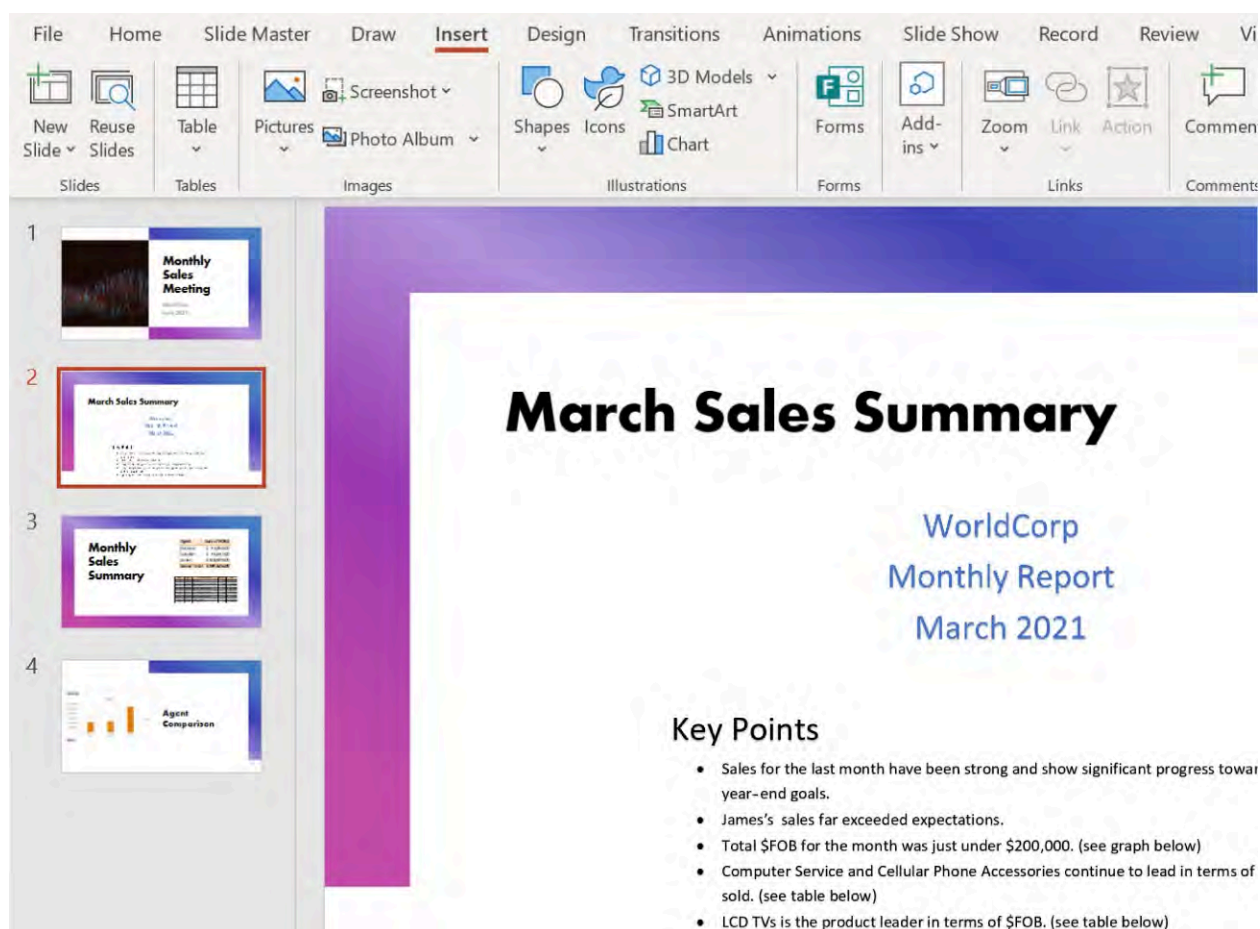 File Home Slide Master Draw Insert Design Transitions Animations Slide Show Record Review Vi
New Slide
Reuse Slides
Table
Pictures
Screenshot
Photo Album
Shapes
Icons
3D Models
SmartArt
Chart
Forms
Add-ins
Zoom
Link
Action
Commen
Slides Tables Images Illustrations Forms Links Comments
1
Monthly
Sales
Meeting
2
March Sales Summary
3
Monthly
Sales
Summary
4
Agent
Comparison
March Sales Summary
WorldCorp
Monthly Report
March 2021
Key Points
• Sales for the last month have been strong and show significant progress towar
year-end goals.
• James's sales far exceeded expectations.
• Total $FOB for the month was just under $200,000. (see graph below)
• Computer Service and Cellular Phone Accessories continue to lead in terms of
sold. (see table below)
• LCD TVs is the product leader in terms of $FOB. (see table below)